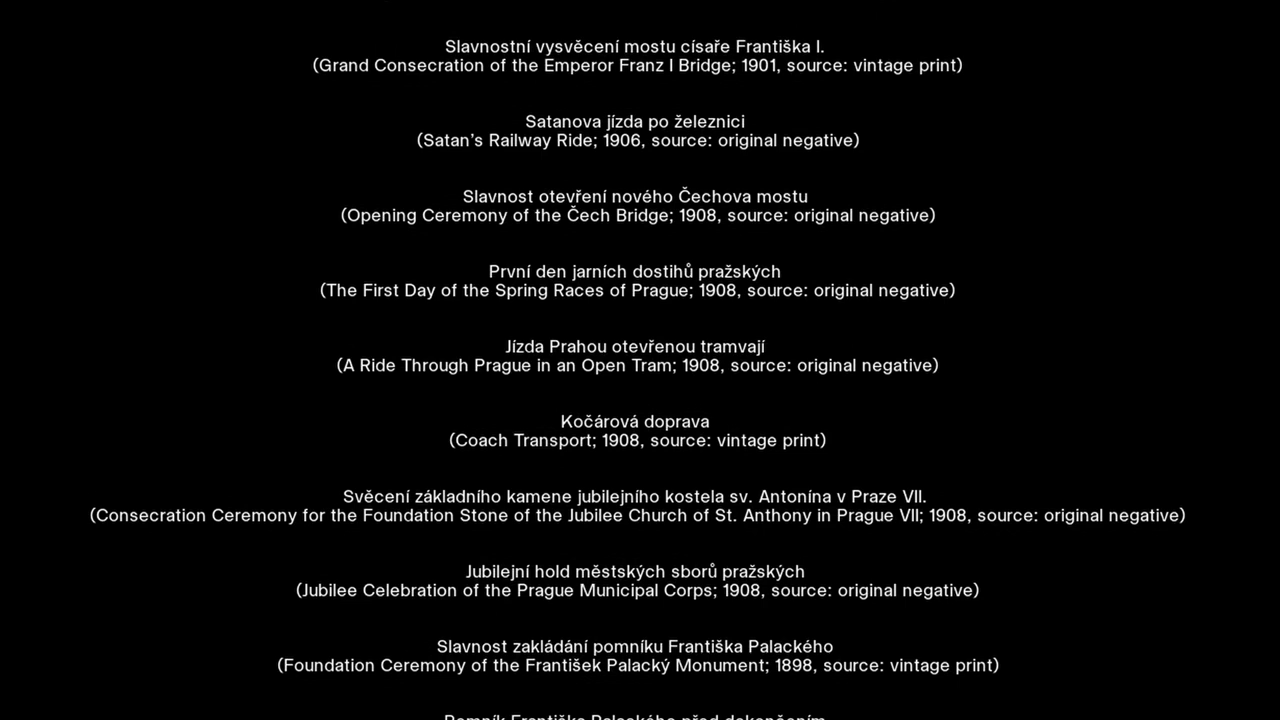 Slavnostní vysvěcení mostu císaře Františka I.
(Grand Consecration of the Emperor Franz I Bridge; 1901, source: vintage print)
Satanova jízda po železnici
(Satan's Railway Ride; 1906, source: original negative)
Slavnost otevření nového Čechova mostu
(Opening Ceremony of the Čech Bridge; 1908, source: original negative)
První den jarních dostihů pražských
(The First Day of the Spring Races of Prague; 1908, source: original negative)
Jízda Prahou otevřenou tramvají
(A Ride Through Prague in an Open Tram; 1908, source: original negative)
Kočárová doprava
(Coach Transport; 1908, source: vintage print)
Svěcení základního kamene jubilejního kostela sv. Antonína v Praze VII.
(Consecration Ceremony for the Foundation Stone of the Jubilee Church of St. Anthony in Prague VII; 1908, source: original negative)
Jubilejní hold městských sborů pražských
(Jubilee Celebration of the Prague Municipal Corps; 1908, source: original negative)
Slavnost zakládání pomníku Františka Palackého
(Foundation Ceremony of the František Palacký Monument; 1898, source: vintage print)
Pomník Františka Palackého před dokončením